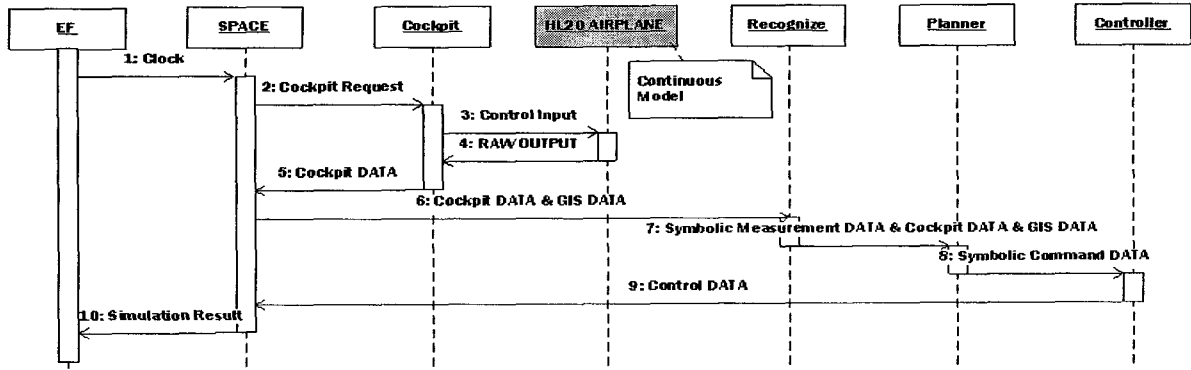 EF
SPACE
Cockpit
HL20 AIRPLANE
Recognize
Planner
Controller
1: Clock
Continuous
Model
2: Cockpit Request
3: Control Input
4: RAW OUTPUT
5: Cockpit DATA
6: Cockpit DATA & GIS DATA
7: Symbolic Measurement DATA & Cockpit DATA & GIS DATA
8: Symbolic Command DATA
9: Control DATA
10: Simulation Result